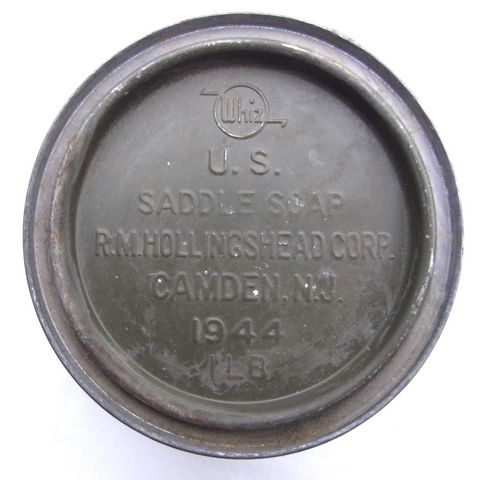 Whiz
U. S.
SADDLE SOAP
R.M. HOLLINGSHEAD CORP.
CAMDEN, N.J.
1944
1 LB.